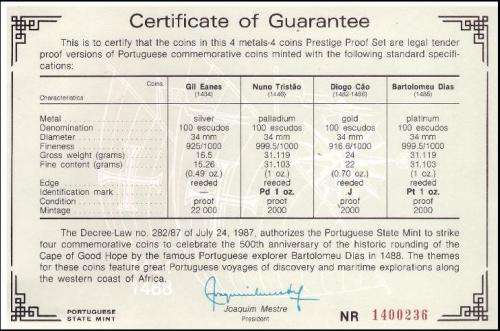 Certificate of Guarantee
This is to certify that the coins in this 4 metals-4 coins Prestige Proof Set are legal tender
proof versions of Portuguese commemorative coins minted with the following standard specifi-
cations:
Coins Gil Eanes Nuno Tristão Diogo Cão Bartolomeu Dias
Characteristics (1434) (1446) (1482-1486) (1488)
Metal silver palladium gold platinum
Denomination 100 escudos 100 escudos 100 escudos 100 escudos
Diameter 34 mm 34 mm 34 mm 34 mm
Fineness 925/1000 999.5/1000 916.6/1000 999.5/1000
Gross weight (grams) 16.5 31.119 24 31.119
Fine content (grams) 15.26 31.103 22 31.103
(0.49 oz.) (1 oz.) (0.70 oz.) (1 oz.)
Edge reeded reeded reeded reeded
Identification mark — Pd 1 oz. J Pt 1 oz.
Condition proof proof proof proof
Mintage 22 000 2000 2000 2000
The Decree-Law no. 282/87 of July 24, 1987, authorizes the Portuguese State Mint to strike
four commemorative coins to celebrate the 500th anniversary of the historic rounding of the
Cape of Good Hope by the famous Portuguese explorer Bartolomeu Dias in 1488. The themes
for these coins feature great Portuguese voyages of discovery and maritime explorations along
the western coast of Africa.
1488
PORTUGUESE
STATE MINT
Joaquim Mestre
President
NR 1400236